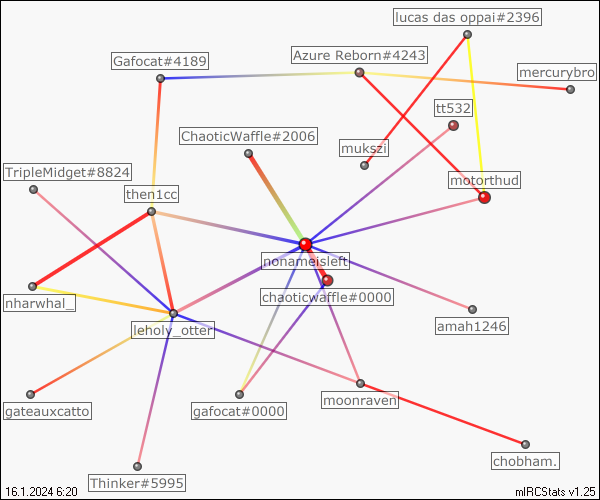 lucas das oppai#2396
Azure Reborn#4243
Gafocat#4189
mercurybro
tt532
ChaoticWaffle#2006
mukszi
TripleMidget#8824
motorthud
then1cc
nonameisleft
chaoticwaffle#0000
nharwhal_
leholy_otter
amah1246
moonraven
gateauxcatto
gafocat#0000
chobham.
Thinker#5995
16.1.2024 6:20
mIRCStats v1.25